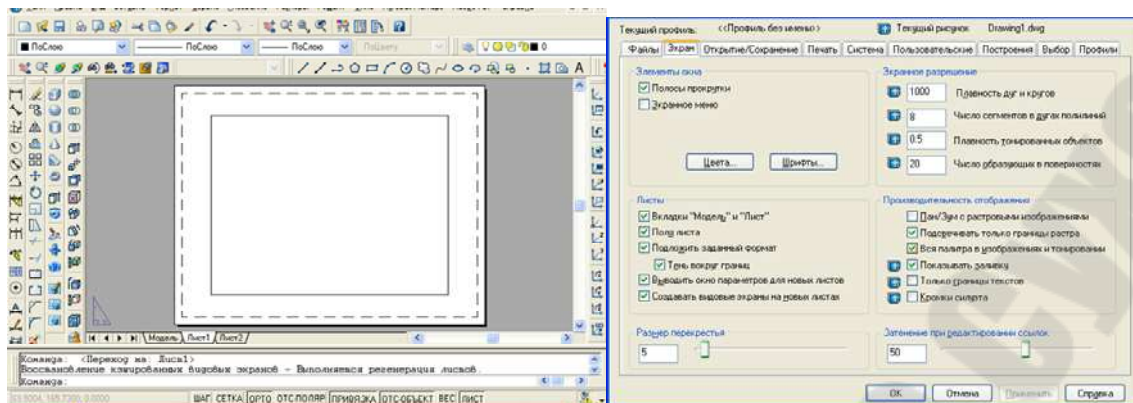 ПоСлою ПоСлою ПоСлою ПоЦвету 0
Модель Лист1 Лист2
Команда: <Переход на: Лист1>
Восстановление кэшированных видовых экранов - Выполняется регенерация листов.
Команда:
ШАГ СЕТКА ОРТО ОТС-ПОЛЯР ПРИВЯЗКА ОТС-ОБЪЕКТ ВЕС ЛИСТ
Текущий профиль: <<Профиль без имени>> Текущий рисунок: Drawing1.dwg
Файлы Экран Открытие/Сохранение Печать Система Пользовательские Построения Выбор Профили
Элементы окна
Полосы прокрутки
Экранное меню
Цвета... Шрифты...
Экранное разрешение
1000 Плавность дуг и кругов
8 Число сегментов в дугах полилиний
0.5 Плавность тонированных объектов
20 Число образующих в поверхностях
Листы
Вкладки "Модель" и "Лист"
Поля листа
Подложить заданный формат
Тень вокруг границ
Выводить окно параметров для новых листов
Создавать видовые экраны на новых листах
Производительность отображения
Пан/Зум с растровыми изображениями
Подсвечивать только границы растра
Вся палитра в изображениях и тонировании
Показывать заливку
Только границы текстов
Кромки силуэта
Размер перекрестья
5
Затенение при редактировании ссылок
50
OK Отмена Применить Справка